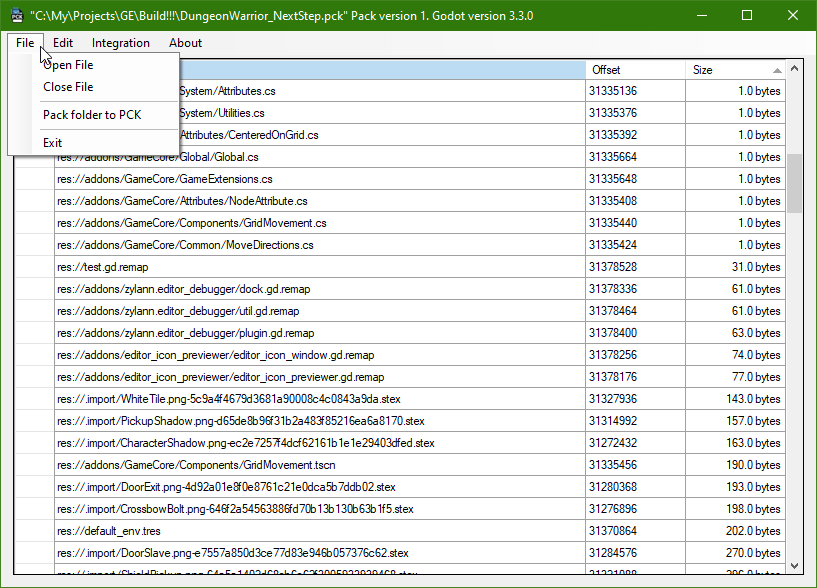 "C:\My\Projects\GE\Build!!!\DungeonWarrior_NextStep.pck" Pack version 1. Godot version 3.3.0
File Edit Integration About
Open File
Close File
Pack folder to PCK
Exit
Offset Size
System/Attributes.cs 31335136 1.0 bytes
System/Utilities.cs 31335376 1.0 bytes
Attributes/CenteredOnGrid.cs 31335392 1.0 bytes
res://addons/GameCore/Global/Global.cs 31335664 1.0 bytes
res://addons/GameCore/GameExtensions.cs 31335648 1.0 bytes
res://addons/GameCore/Attributes/NodeAttribute.cs 31335408 1.0 bytes
res://addons/GameCore/Components/GridMovement.cs 31335440 1.0 bytes
res://addons/GameCore/Common/MoveDirections.cs 31335424 1.0 bytes
res://test.gd.remap 31378528 31.0 bytes
res://addons/zylann.editor_debugger/dock.gd.remap 31378336 61.0 bytes
res://addons/zylann.editor_debugger/util.gd.remap 31378464 61.0 bytes
res://addons/zylann.editor_debugger/plugin.gd.remap 31378400 63.0 bytes
res://addons/editor_icon_previewer/editor_icon_window.gd.remap 31378256 74.0 bytes
res://addons/editor_icon_previewer/editor_icon_previewer.gd.remap 31378176 77.0 bytes
res://.import/WhiteTile.png-5c9a4f4679d3681a90008c4c0843a9da.stex 31327936 143.0 bytes
res://.import/PickupShadow.png-d65de8b96f31b2a483f85216ea6a8170.stex 31314992 157.0 bytes
res://.import/CharacterShadow.png-ec2e7257f4dcf62161b1e1e29403dfed.stex 31272432 163.0 bytes
res://addons/GameCore/Components/GridMovement.tscn 31335456 190.0 bytes
res://.import/DoorExit.png-4d92a01e8f0e8761c21e0dca5b7ddb02.stex 31280368 193.0 bytes
res://.import/CrossbowBolt.png-646f2a54563886fd70b13b130b63b1f5.stex 31276896 198.0 bytes
res://default_env.tres 31370864 202.0 bytes
res://.import/DoorSlave.png-e7557a850d3ce77d83e946b057376c62.stex 31284576 270.0 bytes